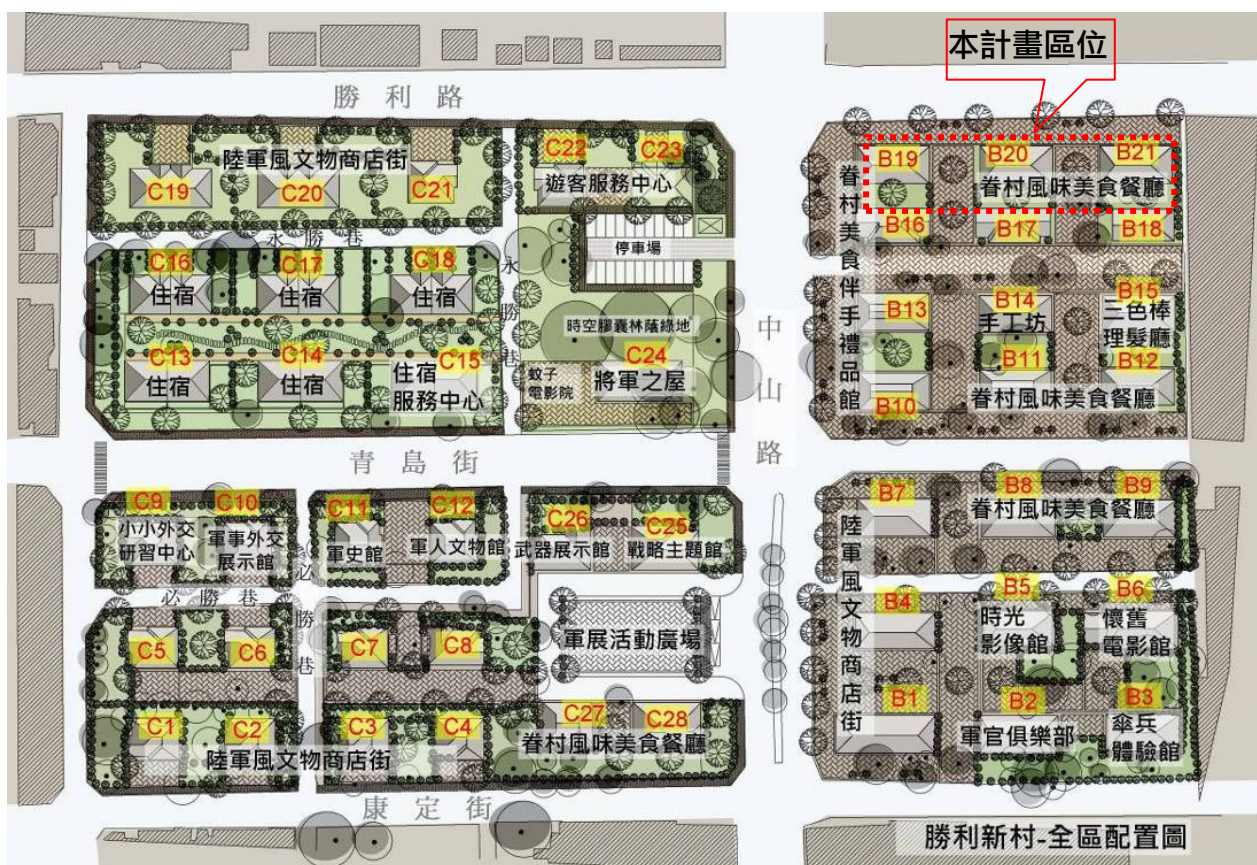 本計畫區位
勝利路
陸軍風文物商店街
C19
C20
C21
C22
C23
遊客服務中心
永勝巷
停車場
C16
C17
C18
住宿
住宿
住宿
永勝巷
時空膠囊林蔭綠地
C13
C14
C15
住宿
住宿
住宿
服務中心
蚊子
電影院
C24
將軍之屋
中山路
眷村美食伴手禮品館
B19
B20
B21
眷村風味美食餐廳
B16
B17
B18
B13
B14
手工坊
B15
三色棒
理髮廳
B10
B11
B12
眷村風味美食餐廳
青島街
C9
C10
C11
C12
C26
C25
小小外交
研習中心
軍事外交
展示館
軍史館
軍人文物館
武器展示館
戰略主題館
必勝巷
必勝巷
C5
C6
C7
C8
軍展活動廣場
C1
C2
C3
C4
陸軍風文物商店街
C27
C28
眷村風味美食餐廳
陸軍風文物商店街
B7
B8
B9
眷村風味美食餐廳
B4
B5
時光
影像館
B6
懷舊
電影館
B1
B2
軍官俱樂部
B3
傘兵
體驗館
康定街
勝利新村-全區配置圖